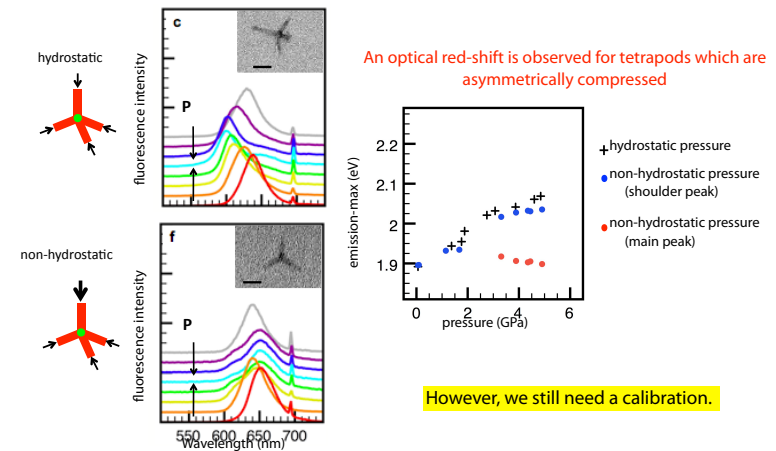 hydrostatic
c
P
fluorescence intensity
non-hydrostatic
f
P
fluorescence intensity
550 600 650 700
Wavelength (nm)
An optical red-shift is observed for tetrapods which are
asymmetrically compressed
2.2
2.1
2.0
1.9
emission-max (eV)
0 2 4 6
pressure (GPa)
hydrostatic pressure
non-hydrostatic pressure
(shoulder peak)
non-hydrostatic pressure
(main peak)
However, we still need a calibration.